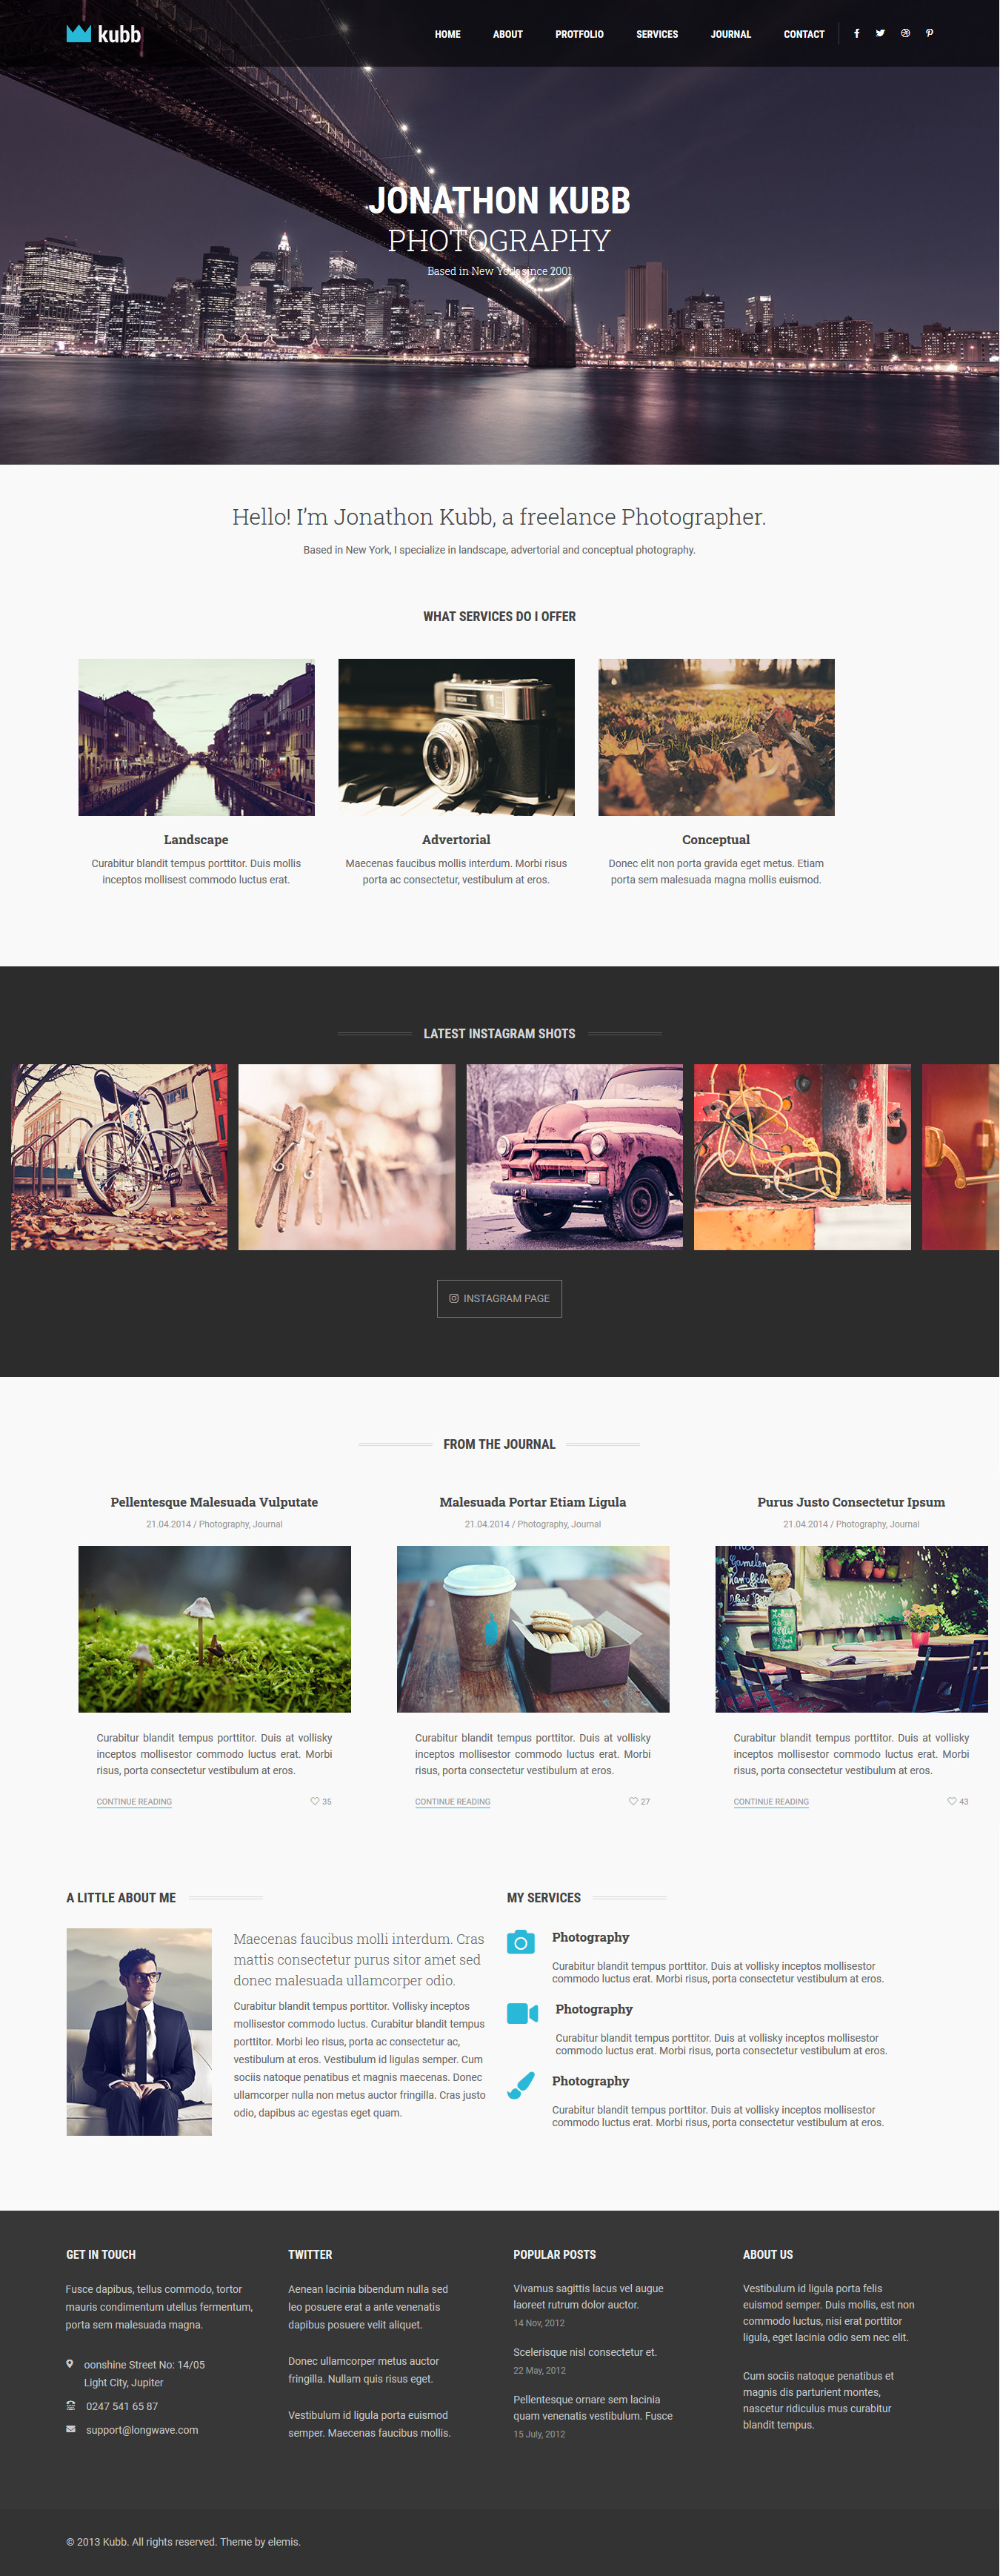 kubb
HOME ABOUT PROTFOLIO SERVICES JOURNAL CONTACT
JONATHON KUBB
PHOTOGRAPHY
Based in New York since 2001
Hello! I'm Jonathon Kubb, a freelance Photographer.
Based in New York, I specialize in landscape, advertorial and conceptual photography.
WHAT SERVICES DO I OFFER
Landscape
Curabitur blandit tempus porttitor. Duis mollis
inceptos mollisest commodo luctus erat.
Advertorial
Maecenas faucibus mollis interdum. Morbi risus
porta ac consectetur, vestibulum at eros.
Conceptual
Donec elit non porta gravida eget metus. Etiam
porta sem malesuada magna mollis euismod.
LATEST INSTAGRAM SHOTS
INSTAGRAM PAGE
FROM THE JOURNAL
Pellentesque Malesuada Vulputate
21.04.2014 / Photography, Journal
Curabitur blandit tempus porttitor. Duis at vollisky
inceptos mollisestor commodo luctus erat. Morbi
risus, porta consectetur vestibulum at eros.
CONTINUE READING 35
Malesuada Portar Etiam Ligula
21.04.2014 / Photography, Journal
Curabitur blandit tempus porttitor. Duis at vollisky
inceptos mollisestor commodo luctus erat. Morbi
risus, porta consectetur vestibulum at eros.
CONTINUE READING 27
Purus Justo Consectetur Ipsum
21.04.2014 / Photography, Journal
Curabitur blandit tempus porttitor. Duis at vollisky
inceptos mollisestor commodo luctus erat. Morbi
risus, porta consectetur vestibulum at eros.
CONTINUE READING 43
A LITTLE ABOUT ME
Maecenas faucibus molli interdum. Cras
mattis consectetur purus sitor amet sed
donec malesuada ullamcorper odio.
Curabitur blandit tempus porttitor. Vollisky inceptos
mollisestor commodo luctus. Curabitur blandit tempus
porttitor. Morbi leo risus, porta ac consectetur ac,
vestibulum at eros. Vestibulum id ligulas semper. Cum
sociis natoque penatibus et magnis maecenas. Donec
ullamcorper nulla non metus auctor fringilla. Cras justo
odio, dapibus ac egestas eget quam.
MY SERVICES
Photography
Curabitur blandit tempus porttitor. Duis at vollisky inceptos mollisestor
commodo luctus erat. Morbi risus, porta consectetur vestibulum at eros.
Photography
Curabitur blandit tempus porttitor. Duis at vollisky inceptos mollisestor
commodo luctus erat. Morbi risus, porta consectetur vestibulum at eros.
Photography
Curabitur blandit tempus porttitor. Duis at vollisky inceptos mollisestor
commodo luctus erat. Morbi risus, porta consectetur vestibulum at eros.
GET IN TOUCH
Fusce dapibus, tellus commodo, tortor
mauris condimentum utellus fermentum,
porta sem malesuada magna.
oonshine Street No: 14/05
Light City, Jupiter
0247 541 65 87
support@longwave.com
TWITTER
Aenean lacinia bibendum nulla sed
leo posuere erat a ante venenatis
dapibus posuere velit aliquet.
Donec ullamcorper metus auctor
fringilla. Nullam quis risus eget.
Vestibulum id ligula porta euismod
semper. Maecenas faucibus mollis.
POPULAR POSTS
Vivamus sagittis lacus vel augue
laoreet rutrum dolor auctor.
14 Nov, 2012
Scelerisque nisl consectetur et.
22 May, 2012
Pellentesque ornare sem lacinia
quam venenatis vestibulum. Fusce
15 July, 2012
ABOUT US
Vestibulum id ligula porta felis
euismod semper. Duis mollis, est non
commodo luctus, nisi erat porttitor
ligula, eget lacinia odio sem nec elit.
Cum sociis natoque penatibus et
magnis dis parturient montes,
nascetur ridiculus mus curabitur
blandit tempus.
© 2013 Kubb. All rights reserved. Theme by elemis.